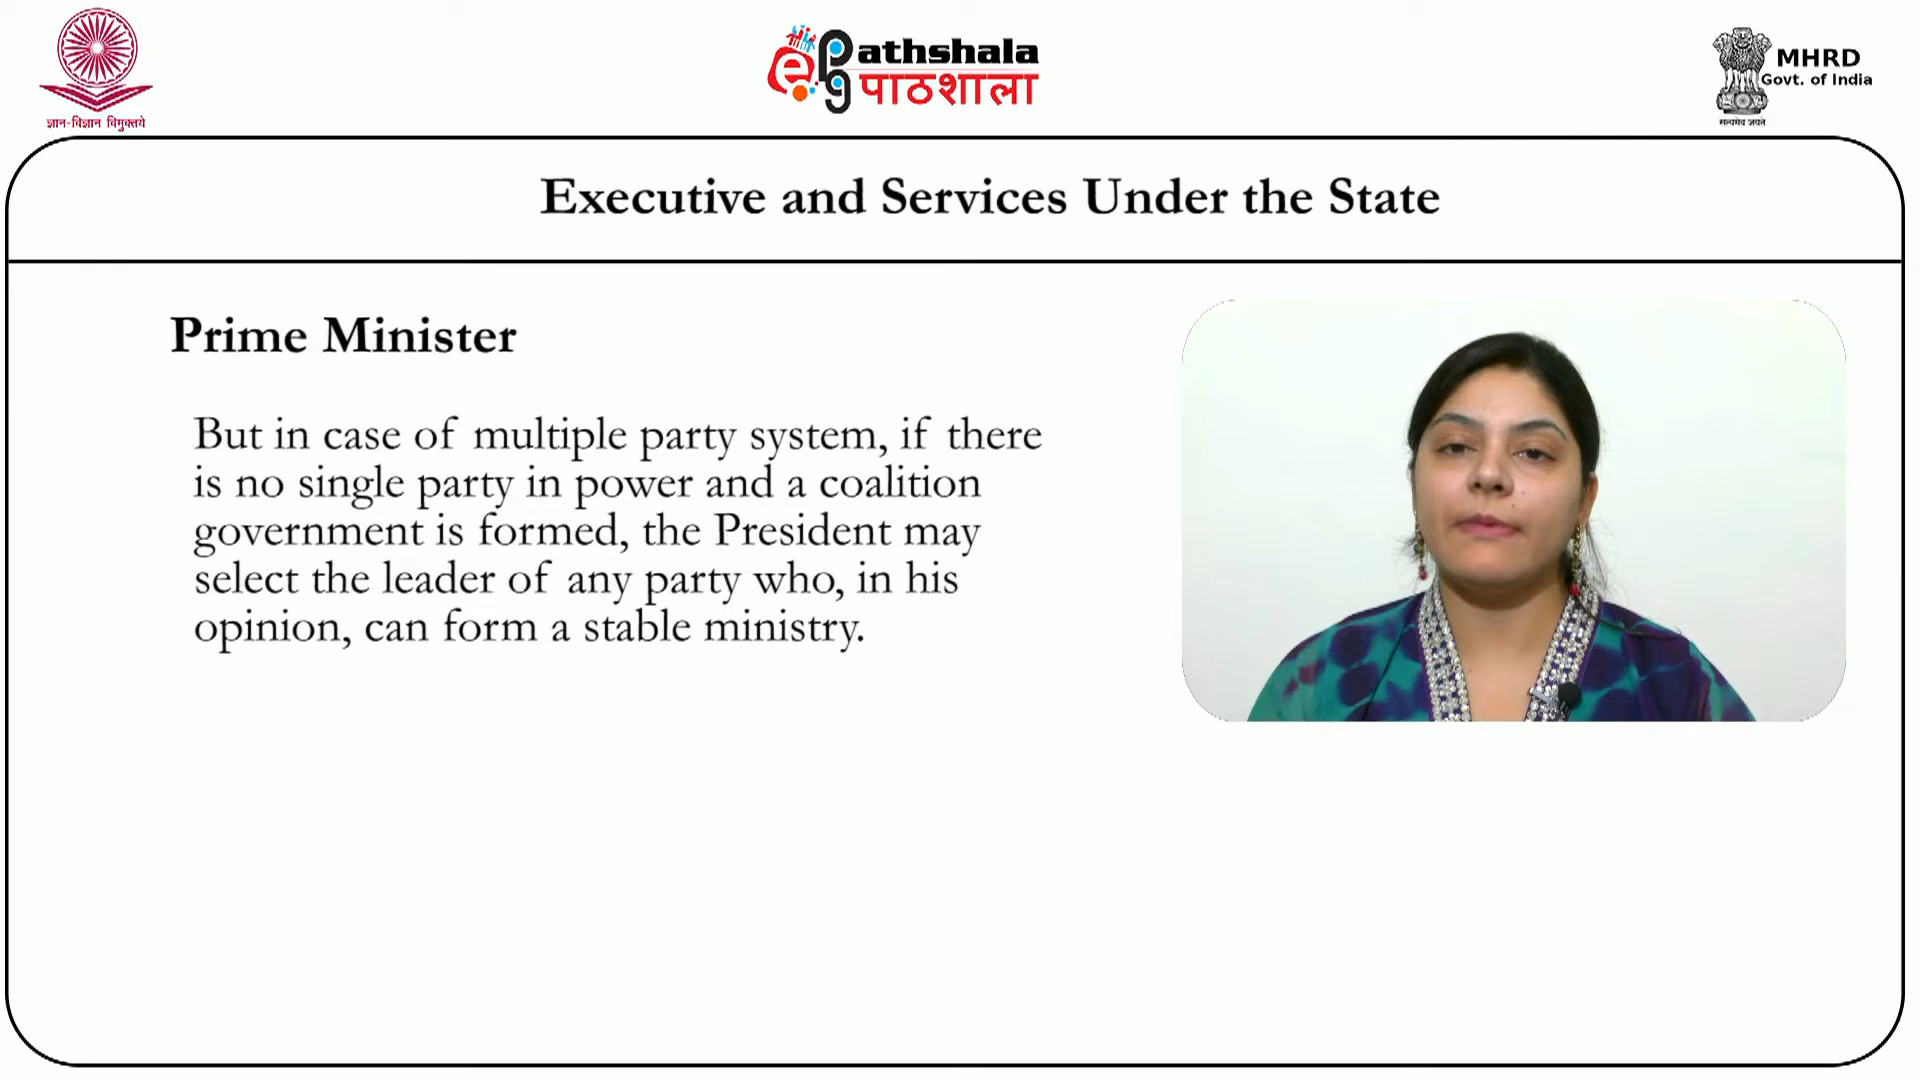 ज्ञान-विज्ञान विमुक्तये
ePG Pathshala
पाठशाला
MHRD
Govt. of India
सत्यमेव जयते
Executive and Services Under the State
Prime Minister
But in case of multiple party system, if there
is no single party in power and a coalition
government is formed, the President may
select the leader of any party who, in his
opinion, can form a stable ministry.